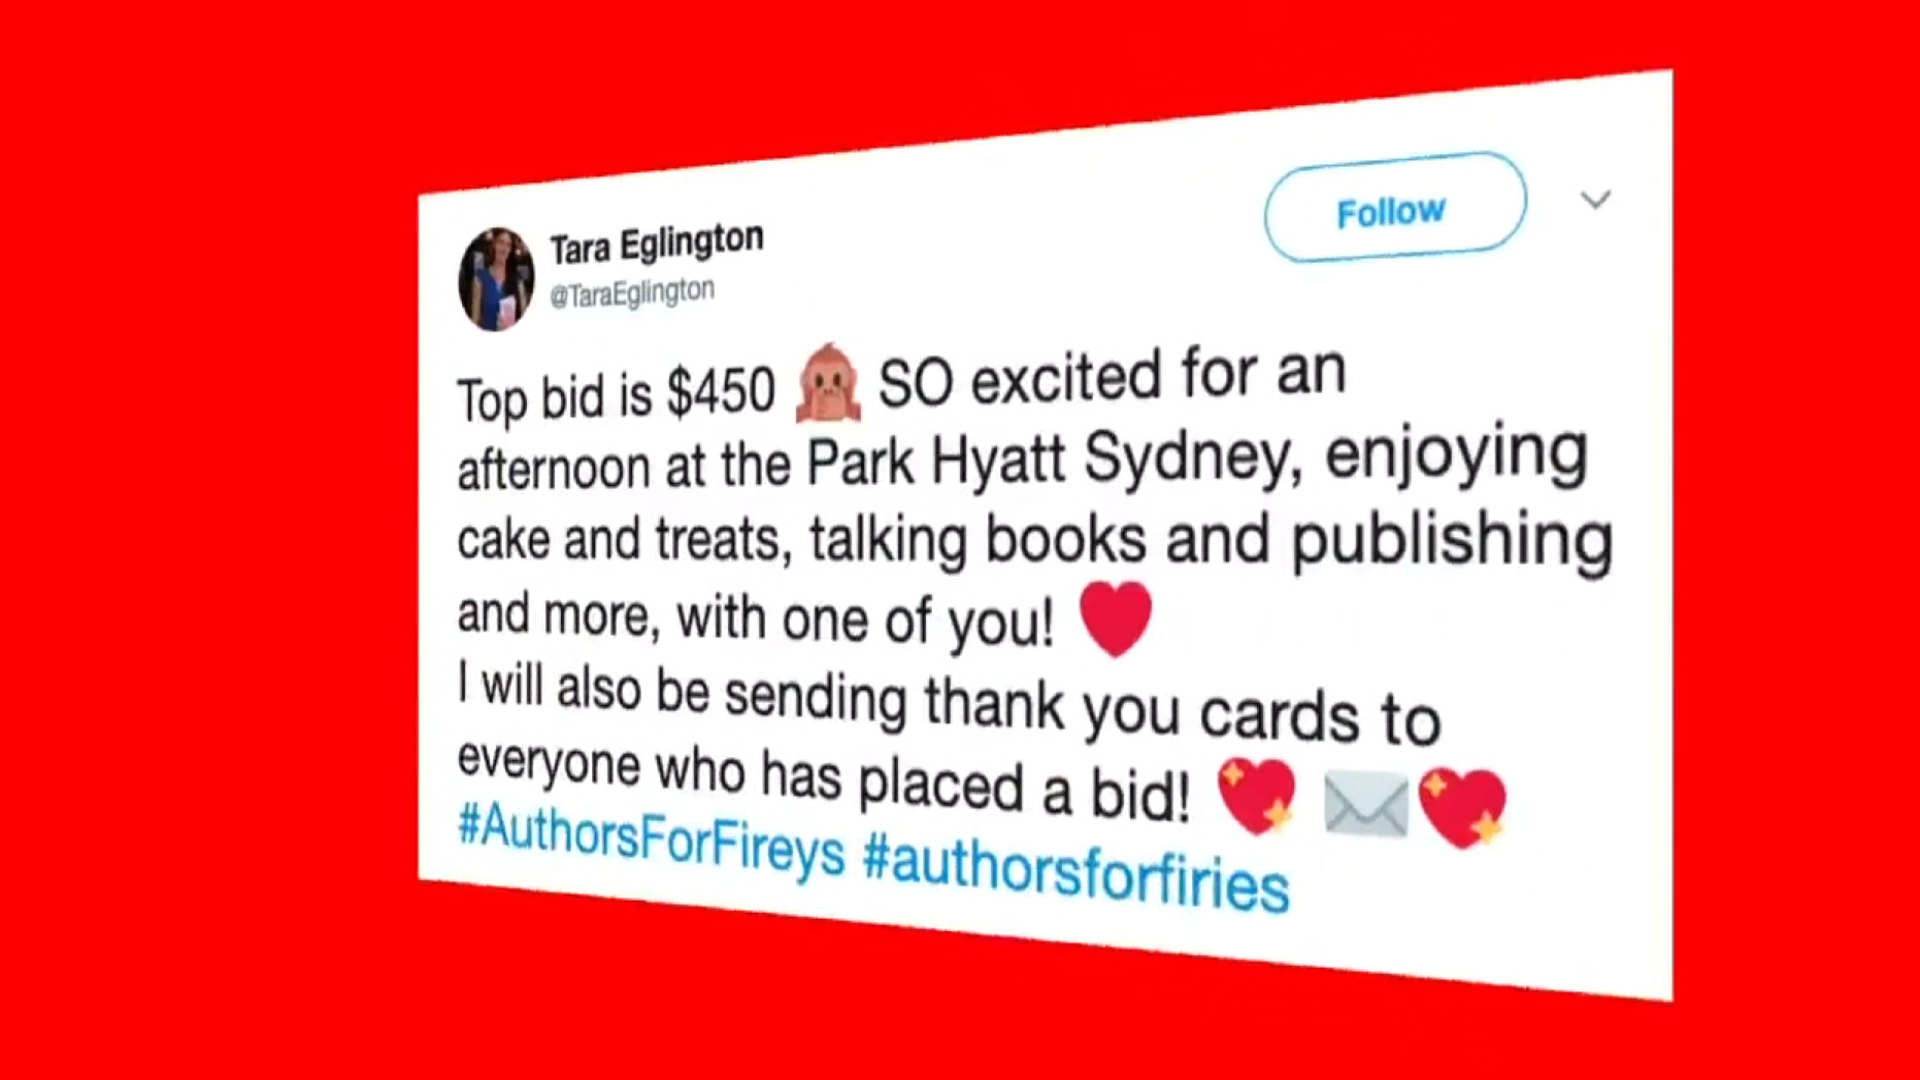 Tara Eglington
@TaraEglington
Follow
Top bid is $450 🙊 SO excited for an
afternoon at the Park Hyatt Sydney, enjoying
cake and treats, talking books and publishing
and more, with one of you! ❤️
I will also be sending thank you cards to
everyone who has placed a bid! 💖 ✉️💖
#AuthorsForFireys #authorsforfiries